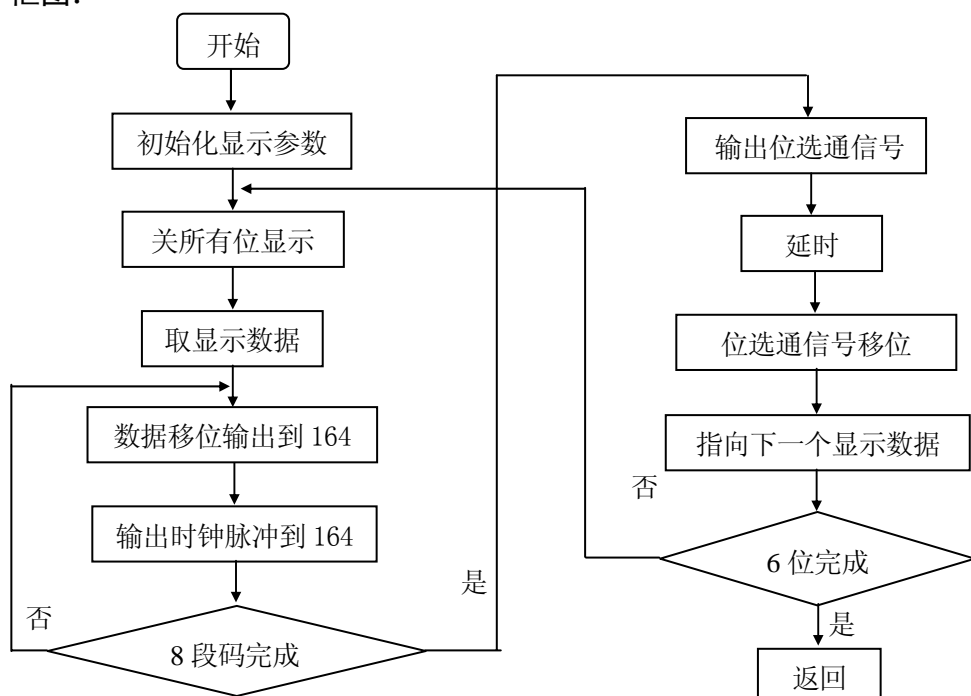 框图:
开始
初始化显示参数
关所有位显示
取显示数据
数据移位输出到 164
输出时钟脉冲到 164
8 段码完成
否
是
输出位选通信号
延时
位选通信号移位
指向下一个显示数据
6 位完成
否
是
返回